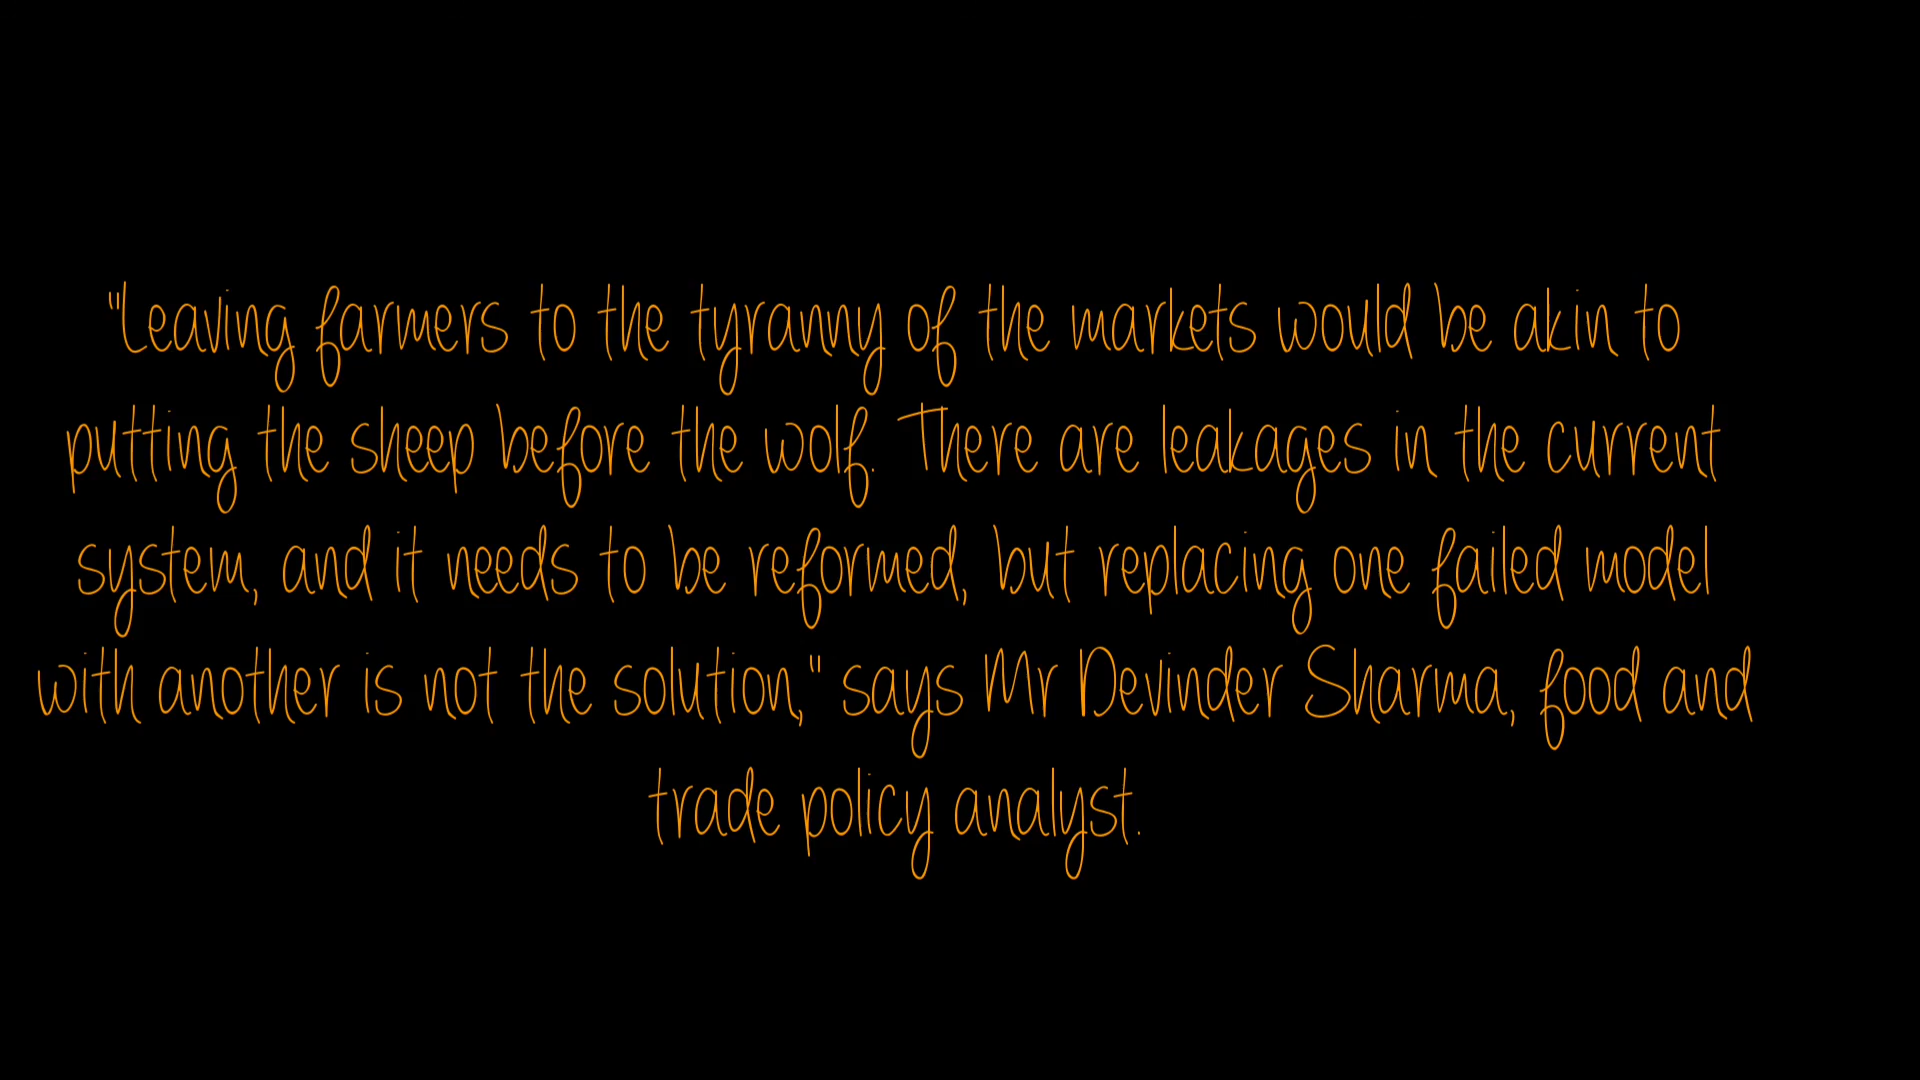 "Leaving farmers to the tyranny of the markets would be akin to
putting the sheep before the wolf. There are leakages in the current
system, and it needs to be reformed, but replacing one failed model
with another is not the solution," says Mr Devinder Sharma, food and
trade policy analyst.